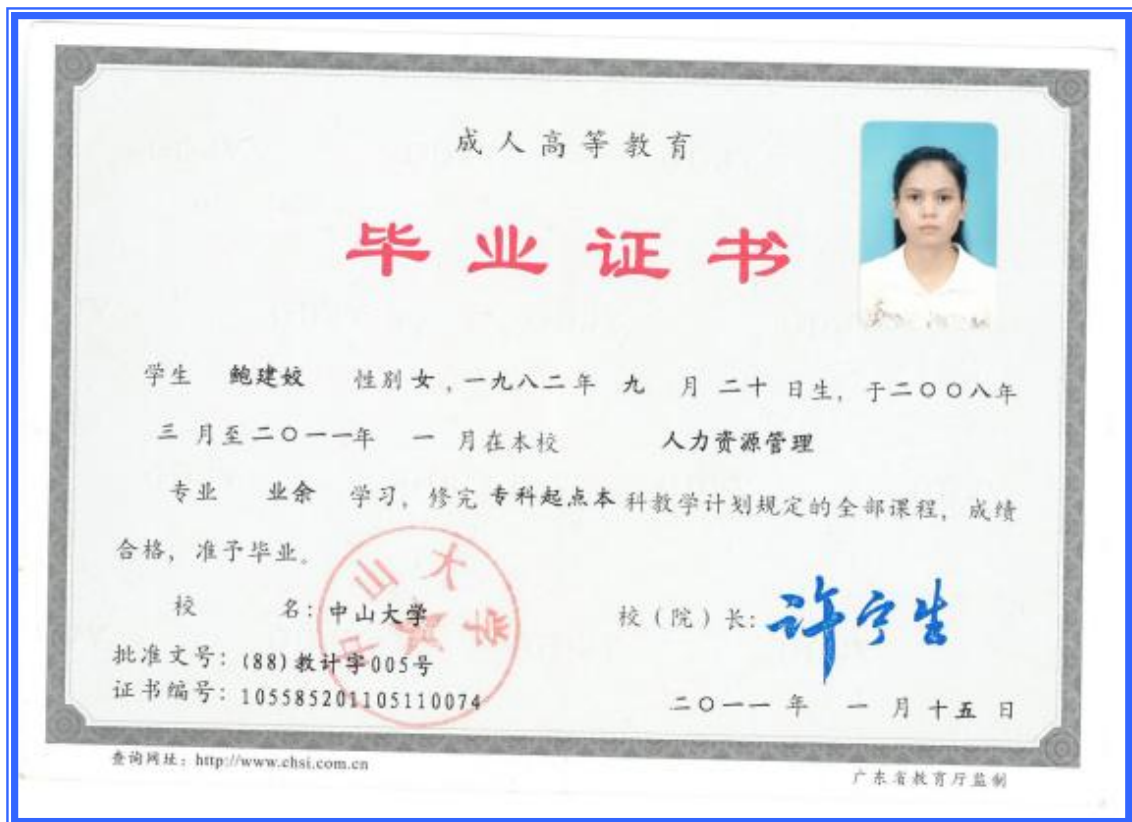 成人高等教育
毕业证书
学生 鲍建姣 性别 女，一九八二年 九 月 二十 日生，于二〇〇八年
三 月至二〇一一年 一 月在本校 人力资源管理
专业 业余 学习，修完 专科起点本 科教学计划规定的全部课程，成绩
合格，准予毕业。
中山大学
校 名：中山大学
校（院）长：许宁生
批准文号：(88)教计字005号
证书编号：105585201105110074
二〇一一 年 一 月 十五 日
查询网址：http://www.chsi.com.cn
广东省教育厅监制